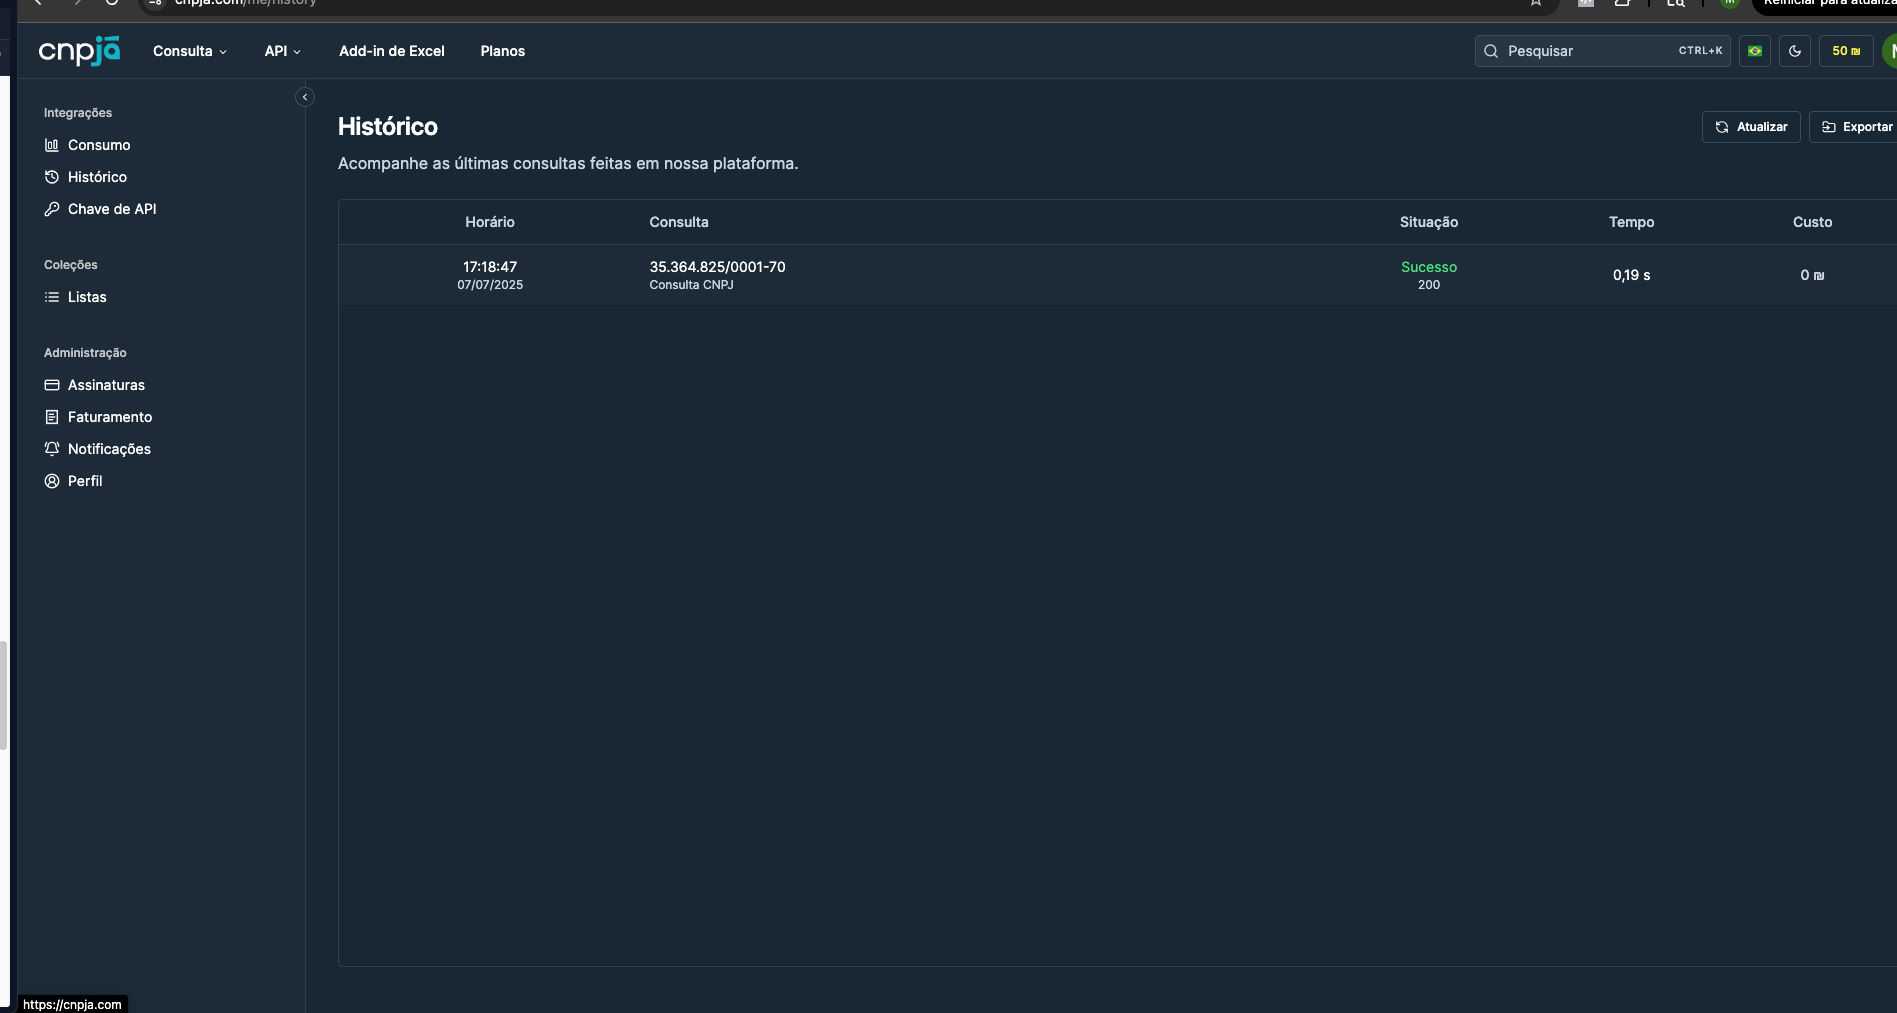 cnpja.com/me/history
Reiniciar para atualiza
cnpjá
Consulta
API
Add-in de Excel
Planos
Pesquisar
CTRL+K
50 ₪
Integrações
Consumo
Histórico
Chave de API
Coleções
Listas
Administração
Assinaturas
Faturamento
Notificações
Perfil
Histórico
Acompanhe as últimas consultas feitas em nossa plataforma.
Atualizar
Exportar
Horário Consulta Situação Tempo Custo
17:18:47 35.364.825/0001-70 Sucesso 0,19 s 0 ₪
07/07/2025 Consulta CNPJ 200
https://cnpja.com